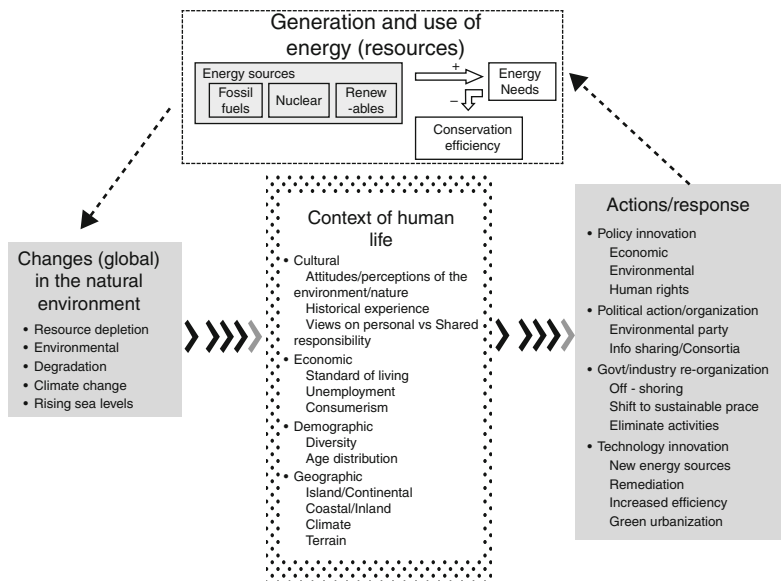 Generation and use of
energy (resources)
Energy sources
Fossil
fuels
Nuclear
Renew
-ables
+
Energy
Needs
–
Conservation
efficiency
Changes (global)
in the natural
environment
• Resource depletion
• Environmental
• Degradation
• Climate change
• Rising sea levels
Context of human
life
• Cultural
Attitudes/perceptions of the
environment/nature
Historical experience
Views on personal vs Shared
responsibility
• Economic
Standard of living
Unemployment
Consumerism
• Demographic
Diversity
Age distribution
• Geographic
Island/Continental
Coastal/Inland
Climate
Terrain
Actions/response
• Policy innovation
Economic
Environmental
Human rights
• Political action/organization
Environmental party
Info sharing/Consortia
• Govt/industry re-organization
Off - shoring
Shift to sustainable prace
Eliminate activities
• Technology innovation
New energy sources
Remediation
Increased efficiency
Green urbanization